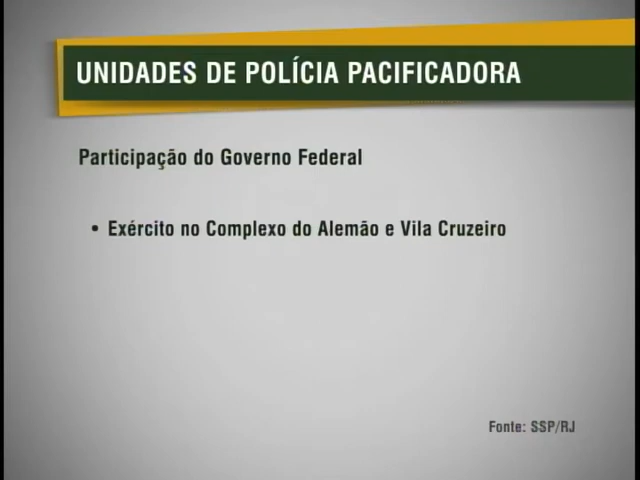 UNIDADES DE POLÍCIA PACIFICADORA
Participação do Governo Federal
• Exército no Complexo do Alemão e Vila Cruzeiro
Fonte: SSP/RJ